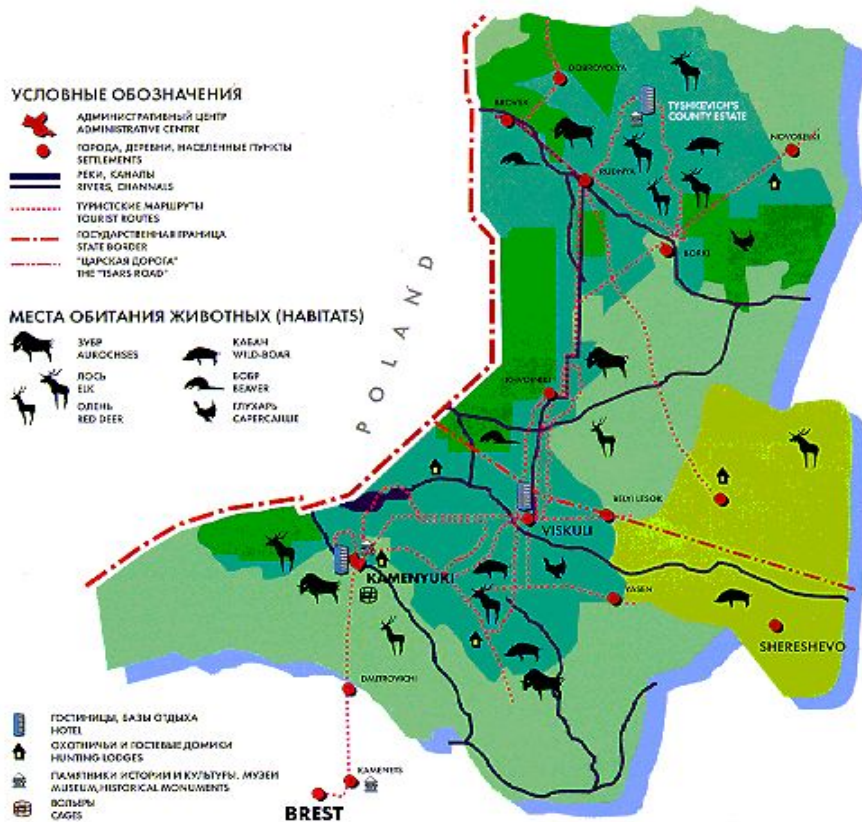 УСЛОВНЫЕ ОБОЗНАЧЕНИЯ
АДМИНИСТРАТИВНЫЙ ЦЕНТР
ADMINISTRATIVE CENTRE
ГОРОДА, ДЕРЕВНИ, НАСЕЛЕННЫЕ ПУНКТЫ
SETTLEMENTS
РЕКИ, КАНАЛЫ
RIVERS, CHANNALS
ТУРИСТСКИЕ МАРШРУТЫ
TOURIST ROUTES
ГОСУДАРСТВЕННАЯ ГРАНИЦА
STATE BORDER
"ЦАРСКАЯ ДОРОГА"
THE "TSARS ROAD"
МЕСТА ОБИТАНИЯ ЖИВОТНЫХ (HABITATS)
ЗУБР
AUROCHSES
КАБАН
WILD-BOAR
ЛОСЬ
ELK
БОБР
BEAVER
ОЛЕНЬ
RED DEER
ГЛУХАРЬ
CAPERCAILLIE
POLAND
DOBROVOLYA
BROVSK
TYSHKEVICH'S
COUNTY ESTATE
NOVOSELKI
RUDNYA
BORKI
BELYI LESOK
VISKULI
KAMENYUKI
YASEN
SHERESHEVO
DMITROVICHI
KAMENETS
BREST
ГОСТИНИЦЫ, БАЗЫ ОТДЫХА
HOTEL
ОХОТНИЧЬИ И ГОСТЕВЫЕ ДОМИКИ
HUNTING LODGES
ПАМЯТНИКИ ИСТОРИИ И КУЛЬТУРЫ, МУЗЕИ
MUSEUM, HISTORICAL MONUMENTS
ВОЛЬЕРЫ
CAGES